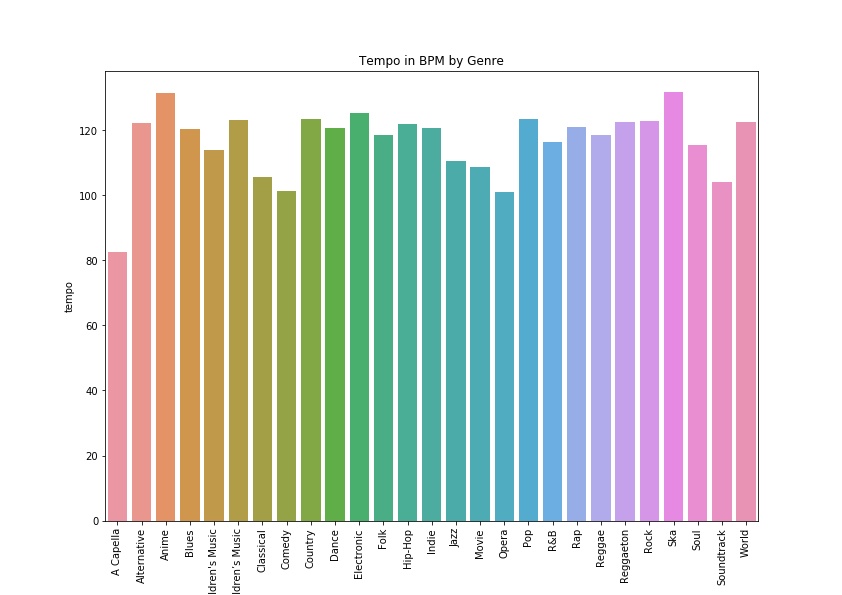 Tempo in BPM by Genre
tempo
120
100
80
60
40
20
0
A Capella
Alternative
Anime
Blues
ldren's Music
ldren’s Music
Classical
Comedy
Country
Dance
Electronic
Folk
Hip-Hop
Indie
Jazz
Movie
Opera
Pop
R&B
Rap
Reggae
Reggaeton
Rock
Ska
Soul
Soundtrack
World